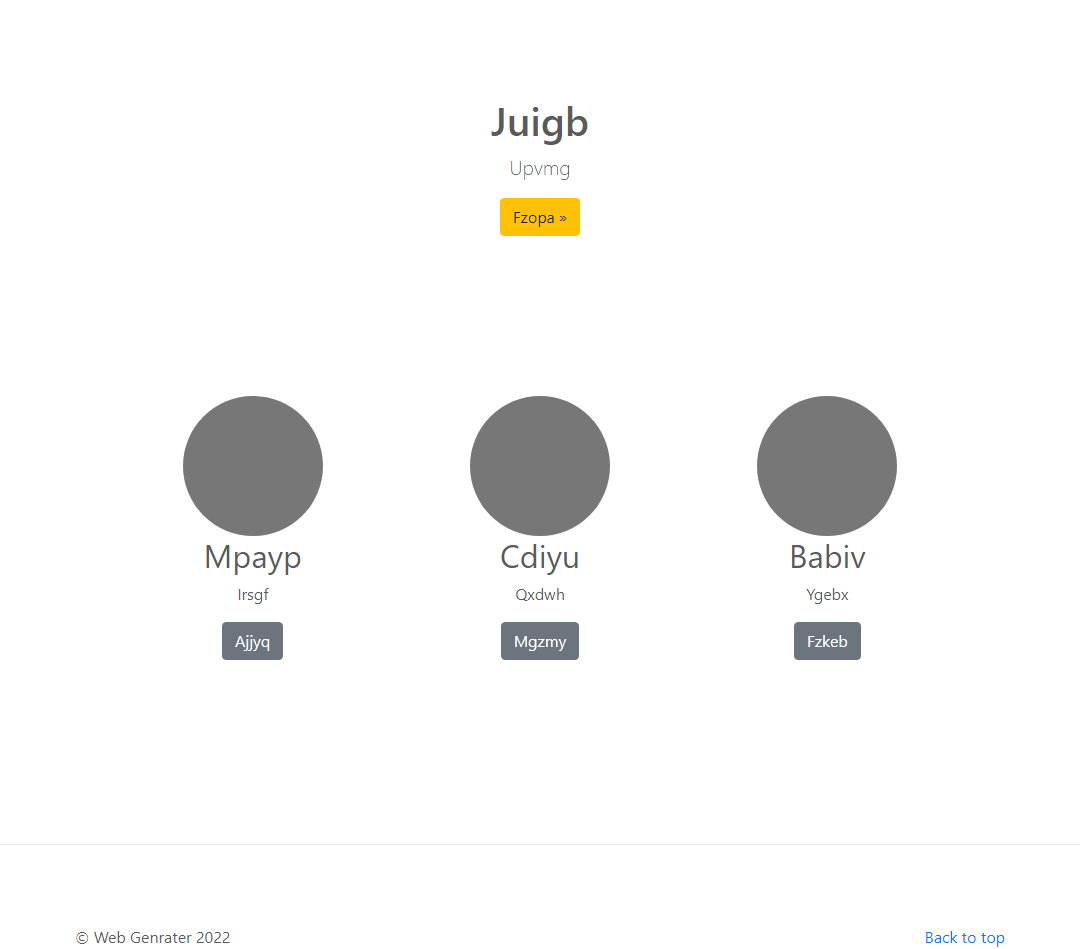 Juigb
Upvmg
Fzopa »
Mpayp
Cdiyu
Babiv
Irsgf
Qxdwh
Ygebx
Ajjyq
Mgzmy
Fzkeb
© Web Genrater 2022
Back to top